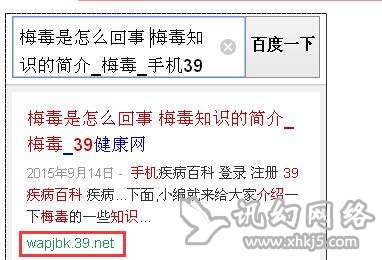 梅毒是怎么回事 梅毒知
识的简介_梅毒_手机39
百度一下
梅毒是怎么回事 梅毒知识的简介_
梅毒_39健康网
2015年9月14日 - 手机疾病百科 登录 注册 39
疾病百科 疾病...下面,小编就来给大家介绍一
下梅毒的一些知识...
wapjbk.39.net
讯幻网络
www.xhkj5.com